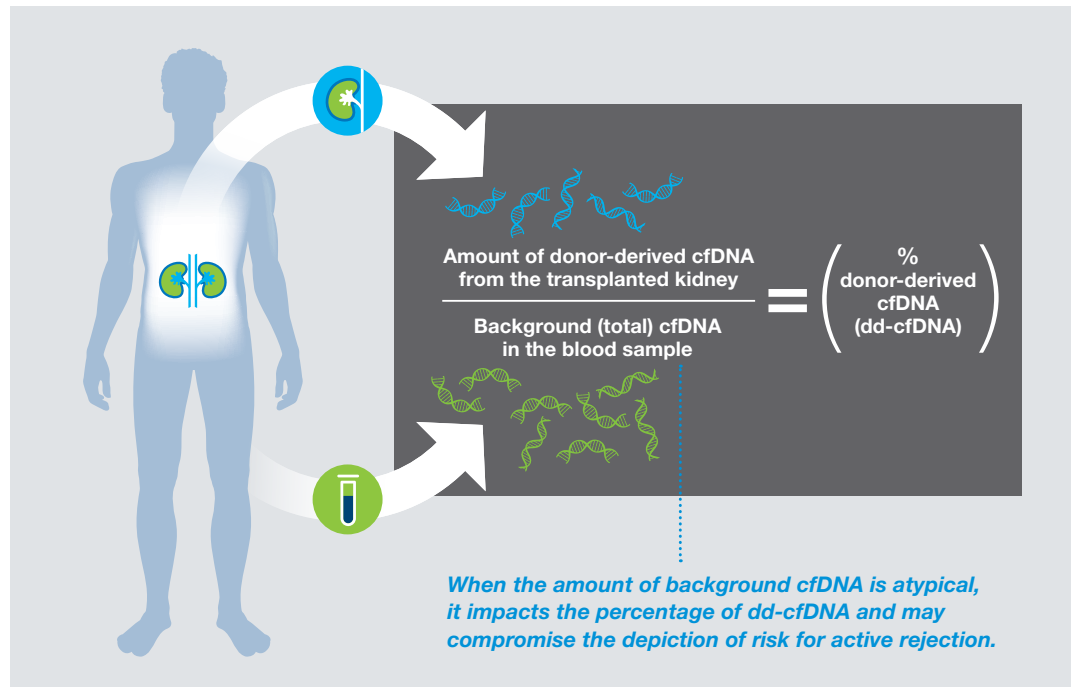 Amount of donor-derived cfDNA
from the transplanted kidney
Background (total) cfDNA
in the blood sample
=
(
%
donor-derived
cfDNA
(dd-cfDNA)
)
When the amount of background cfDNA is atypical,
it impacts the percentage of dd-cfDNA and may
compromise the depiction of risk for active rejection.